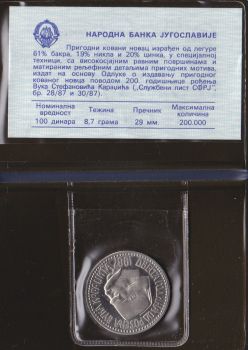 НАРОДНА БАНКА ЈУГОСЛАВИЈЕ
Пригодни ковани новац израђен од легуре
61% бакра, 19% никла и 20% цинка, у специјалној
техници, са високосјајним равним површинама и
матираним рељефним детаљима пригодних мотива,
издат на основу Одлуке о издавању пригодног
кованог новца поводом 200. годишњице рођења
Вука Стефановића Караџића („Службени лист СФРЈ”,
бр. 28/87 и 30/87).
Номинална Тежина Пречник Максимална
вредност количина
100 динара 8,7 грама 29 мм. 200.000